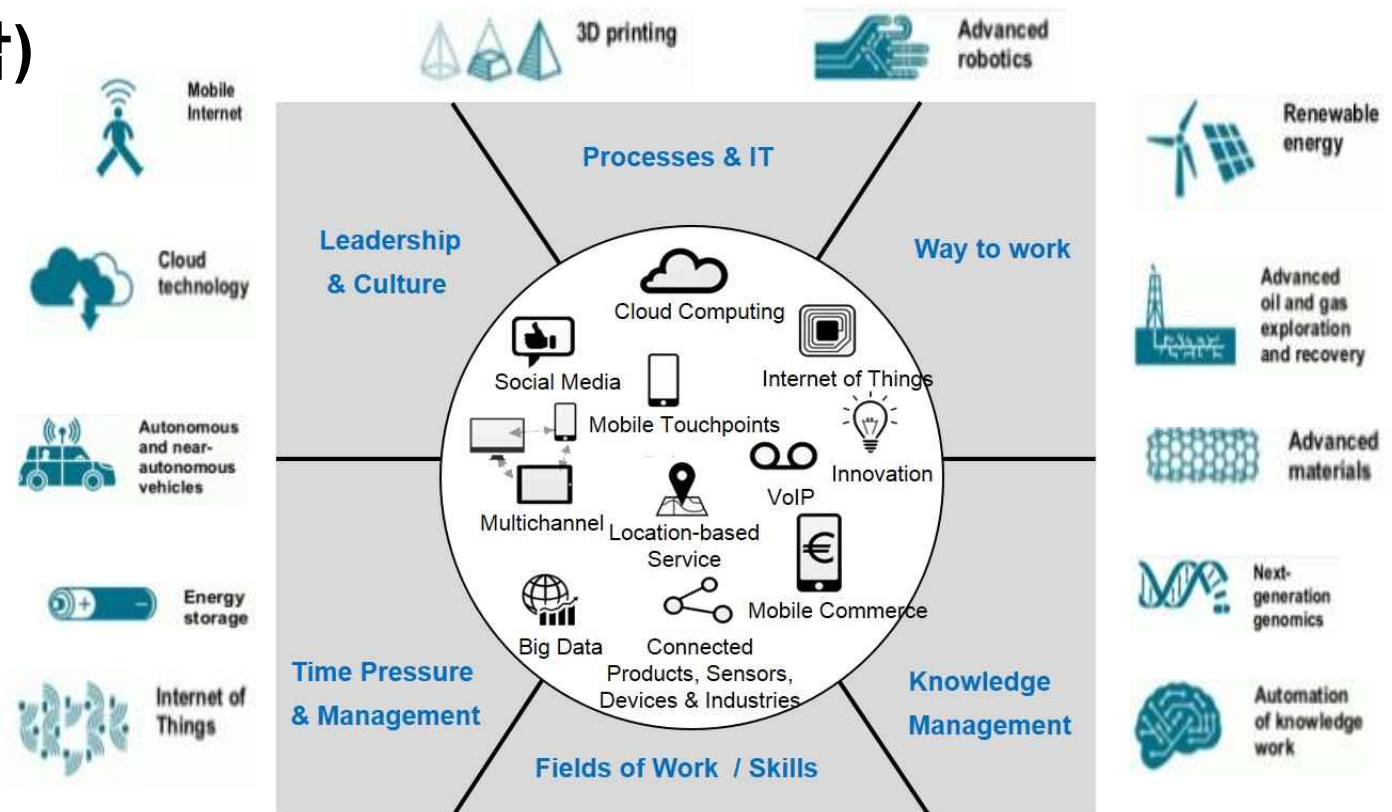 3D printing
Advanced
robotics
Mobile
Internet
Cloud
technology
Autonomous
and near-
autonomous
vehicles
Energy
storage
Internet of
Things
Processes & IT
Leadership
& Culture
Way to work
Time Pressure
& Management
Fields of Work / Skills
Knowledge
Management
Cloud Computing
Social Media
Internet of Things
Mobile Touchpoints
Innovation
VoIP
Multichannel
Location-based
Service
€
Mobile Commerce
Big Data
Connected
Products, Sensors,
Devices & Industries
Renewable
energy
Advanced
oil and gas
exploration
and recovery
Advanced
materials
Next-
generation
genomics
Automation
of knowledge
work